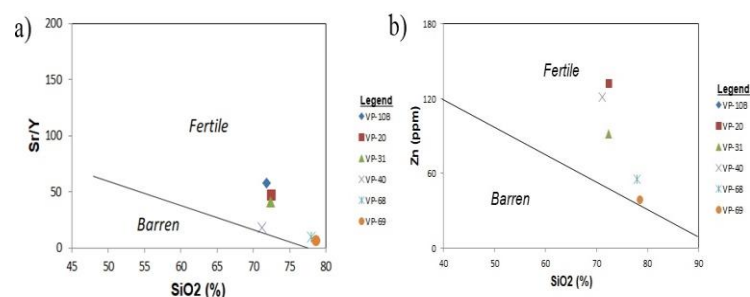 a)
200
150
100
50
0
Sr/Y
Fertile
Barren
45 50 55 60 65 70 75 80
SiO2 (%)
Legend
VP-10B
VP-20
VP-31
VP-40
VP-68
VP-69
b)
180
120
60
0
Zn (ppm)
Fertile
Barren
40 50 60 70 80 90
SiO2 (%)
Legend
VP-10B
VP-20
VP-31
VP-40
VP-68
VP-69